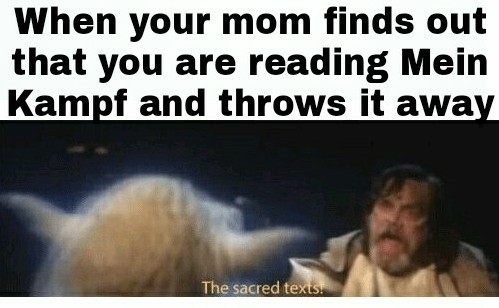 When your mom finds out
that you are reading Mein
Kampf and throws it away
The sacred texts!